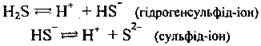 H₂S ⇌ H⁺ + HS⁻ (гідрогенсульфід-іон)
HS⁻ ⇌ H⁺ + S²⁻ (сульфід-іон)